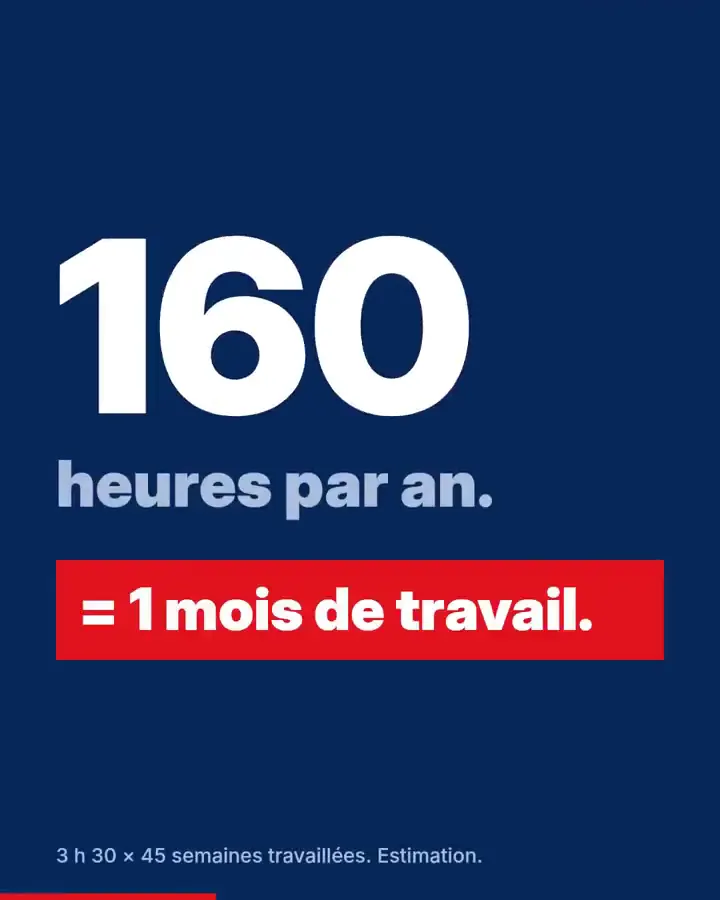 160
heures par an.
= 1 mois de travail.
3 h 30 × 45 semaines travaillées. Estimation.